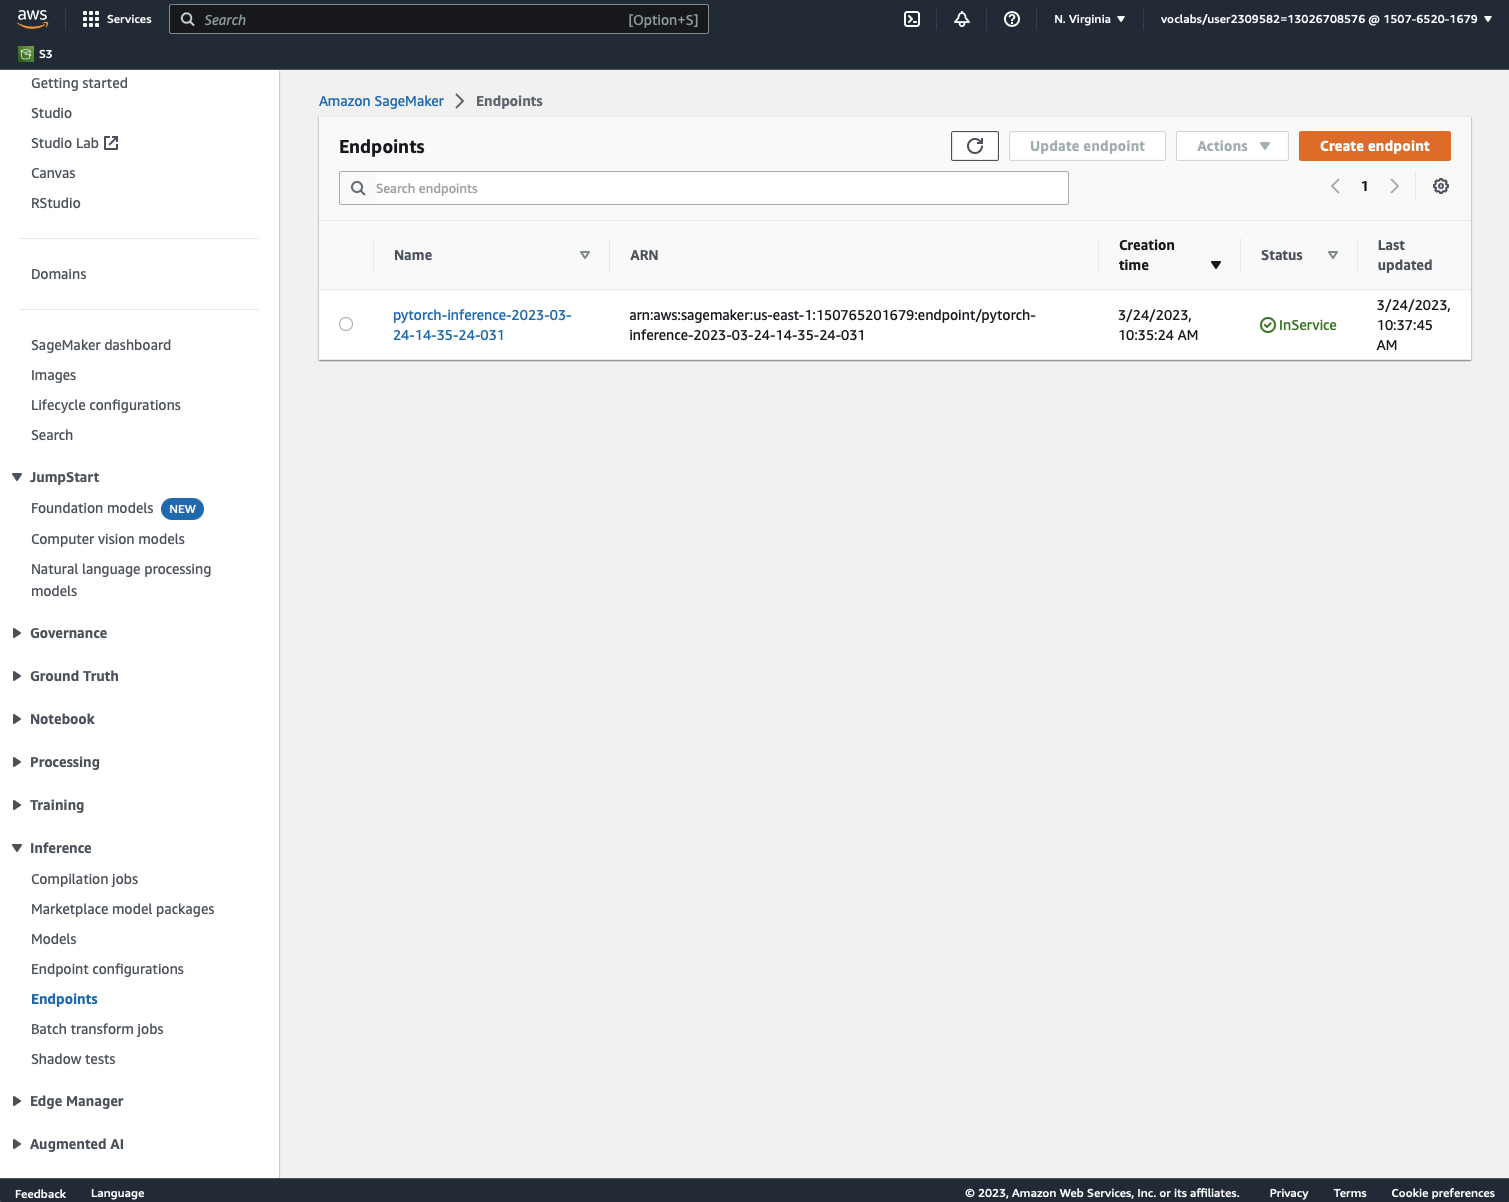 aws
Services
Search
[Option+S]
N. Virginia
voclabs/user2309582=13026708576 @ 1507-6520-1679
S3
Getting started
Studio
Studio Lab
Canvas
RStudio
Domains
SageMaker dashboard
Images
Lifecycle configurations
Search
JumpStart
Foundation models NEW
Computer vision models
Natural language processing
models
Governance
Ground Truth
Notebook
Processing
Training
Inference
Compilation jobs
Marketplace model packages
Models
Endpoint configurations
Endpoints
Batch transform jobs
Shadow tests
Edge Manager
Augmented AI
Amazon SageMaker > Endpoints
Endpoints
Update endpoint
Actions
Create endpoint
Search endpoints
1
Name
ARN
Creation
time
Status
Last
updated
pytorch-inference-2023-03-
24-14-35-24-031
arn:aws:sagemaker:us-east-1:150765201679:endpoint/pytorch-
inference-2023-03-24-14-35-24-031
3/24/2023,
10:35:24 AM
InService
3/24/2023,
10:37:45
AM
Feedback
Language
© 2023, Amazon Web Services, Inc. or its affiliates.
Privacy
Terms
Cookie preferences